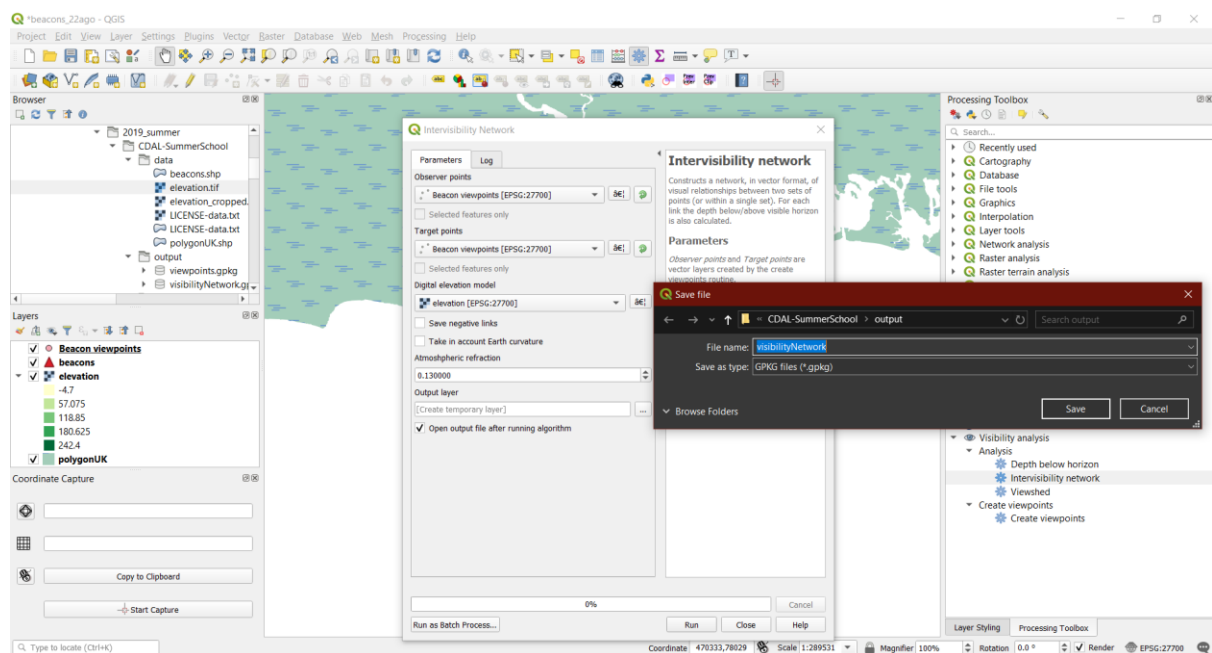 *beacons_22ago - QGIS
Project Edit View Layer Settings Plugins Vector Raster Database Web Mesh Processing Help
Browser
2019_summer
CDAL-SummerSchool
data
beacons.shp
elevation.tif
elevation_cropped.
LICENSE-data.txt
LICENSE-data.txt
polygonUK.shp
output
viewpoints.gpkg
visibilityNetwork.gp
Layers
Beacon viewpoints
beacons
elevation
-4.7
57.075
118.85
180.625
242.4
polygonUK
Coordinate Capture
Copy to Clipboard
Start Capture
Intervisibility Network
Parameters Log
Observer points
Beacon viewpoints [EPSG:27700]
…
Selected features only
Target points
Beacon viewpoints [EPSG:27700]
…
Selected features only
Digital elevation model
elevation [EPSG:27700]
…
Save negative links
Take in account Earth curvature
Atmoshpheric refraction
0.130000
Output layer
[Create temporary layer]
...
Open output file after running algorithm
Intervisibility network
Constructs a network, in vector format, of
visual relationships between two sets of
points (or within a single set). For each
link the depth below/above visible horizon
is also calculated.
Parameters
Observer points and Target points are
vector layers created by the create
viewpoints routine.
0%
Cancel
Run as Batch Process...
Run Close Help
Save file
« CDAL-SummerSchool > output
Search output
File name: visibilityNetwork
Save as type: GPKG files (*.gpkg)
Browse Folders
Save Cancel
Processing Toolbox
Search...
Recently used
Cartography
Database
File tools
Graphics
Interpolation
Layer tools
Network analysis
Raster analysis
Raster terrain analysis
Visibility analysis
Analysis
Depth below horizon
Intervisibility network
Viewshed
Create viewpoints
Create viewpoints
Layer Styling Processing Toolbox
Type to locate (Ctrl+K)
Coordinate 470333,78029 Scale 1:289531 Magnifier 100% Rotation 0.0 ° Render EPSG:27700